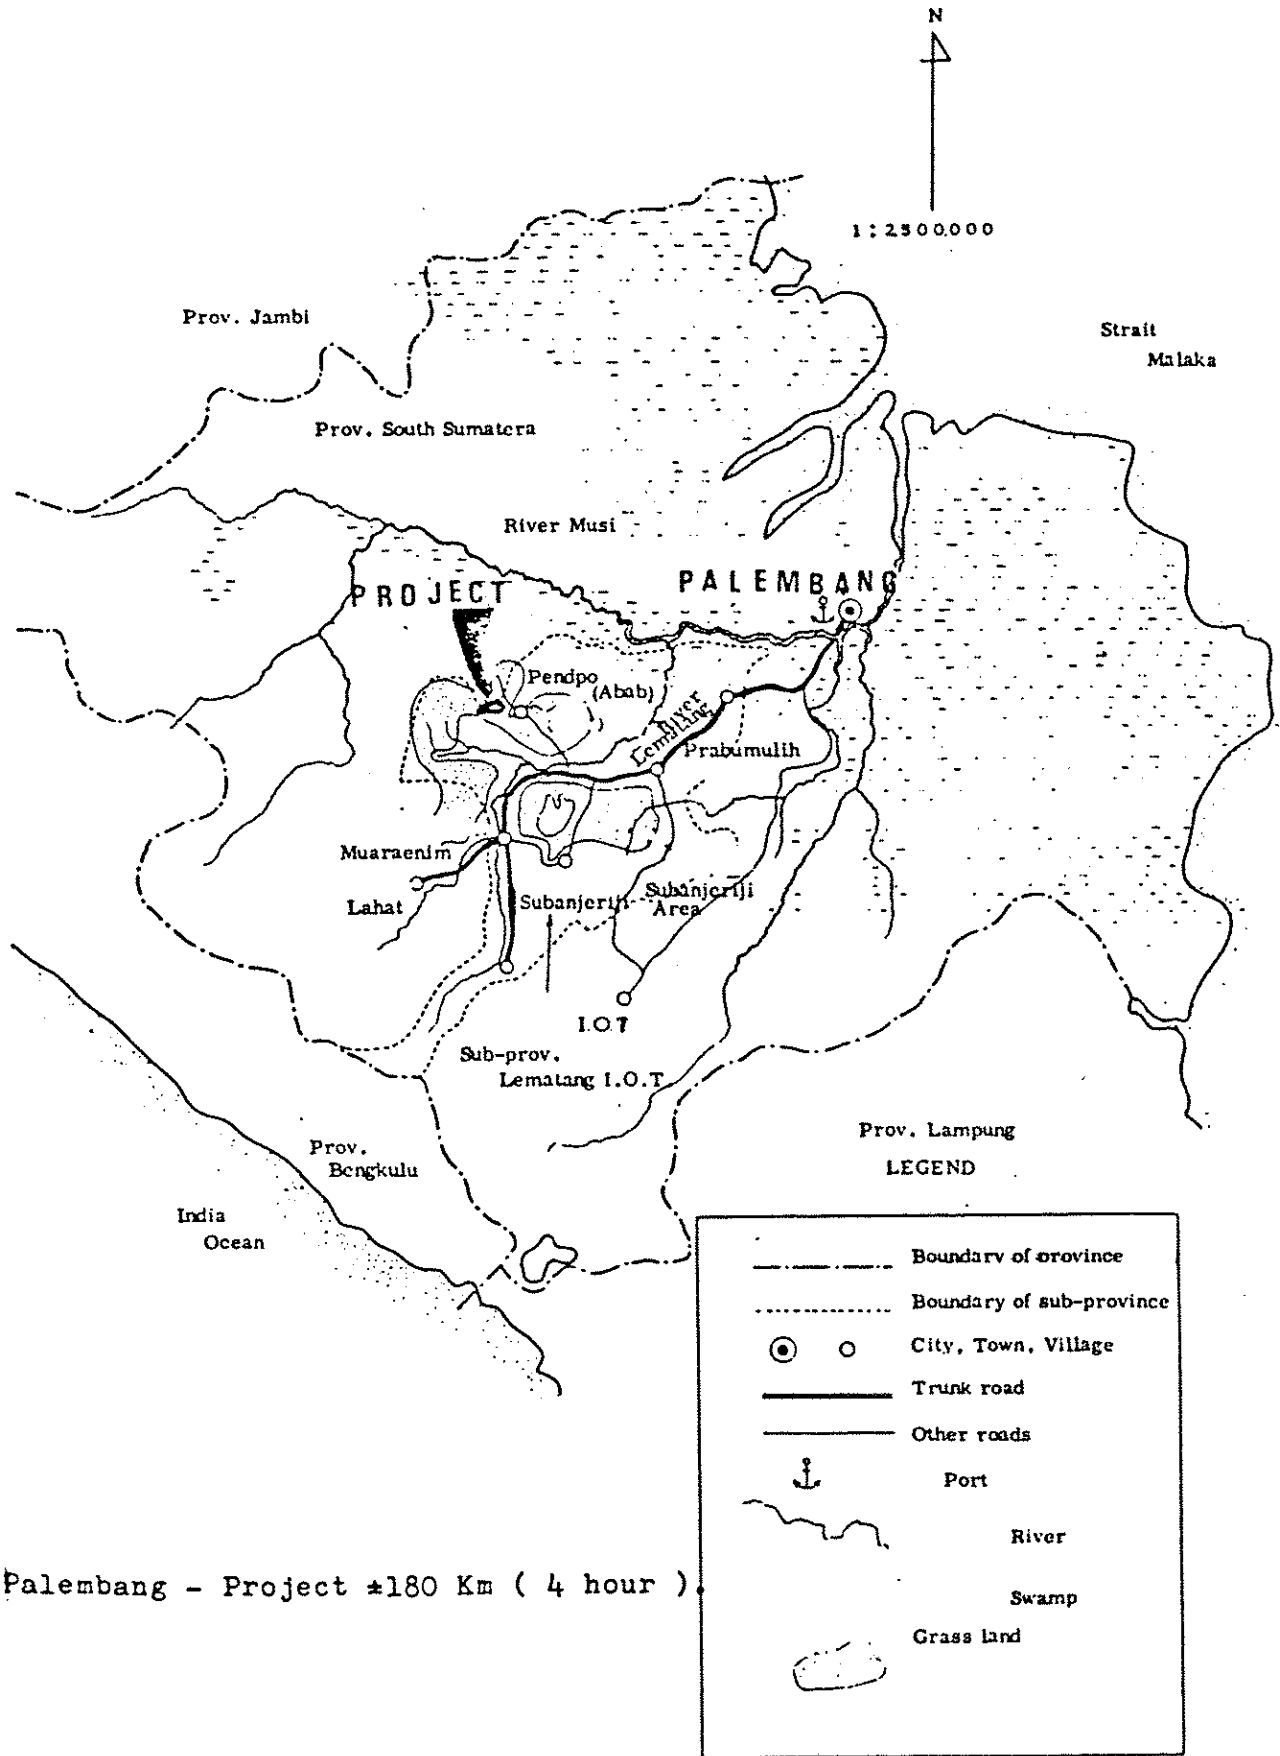 N
1:2500000
Prov. Jambi
Strait
Malaka
Prov. South Sumatera
River Musi
PROJECT
PALEMBANG
Pendpo
(Abab)
River
Lematang
Prabumulih
Muaraenim
Lahat
Subanjeriji
Subanjeriji
Area
I.O.T
Sub-prov.
Lematang I.O.T
Prov. Lampung
Prov.
Bengkulu
India
Ocean
LEGEND
Boundary of province
Boundary of sub-province
City, Town, Village
Trunk road
Other roads
Port
River
Swamp
Grass land
Palembang - Project ±180 Km ( 4 hour ).